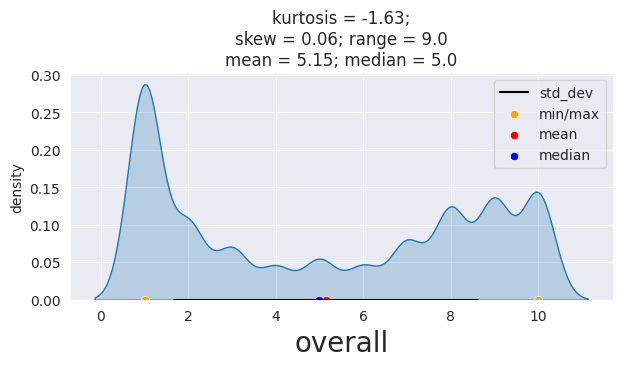 kurtosis = -1.63;
skew = 0.06; range = 9.0
mean = 5.15; median = 5.0
0.30
0.25
0.20
0.15
0.10
0.05
0.00
density
std_dev
min/max
mean
median
0 2 4 6 8 10
overall